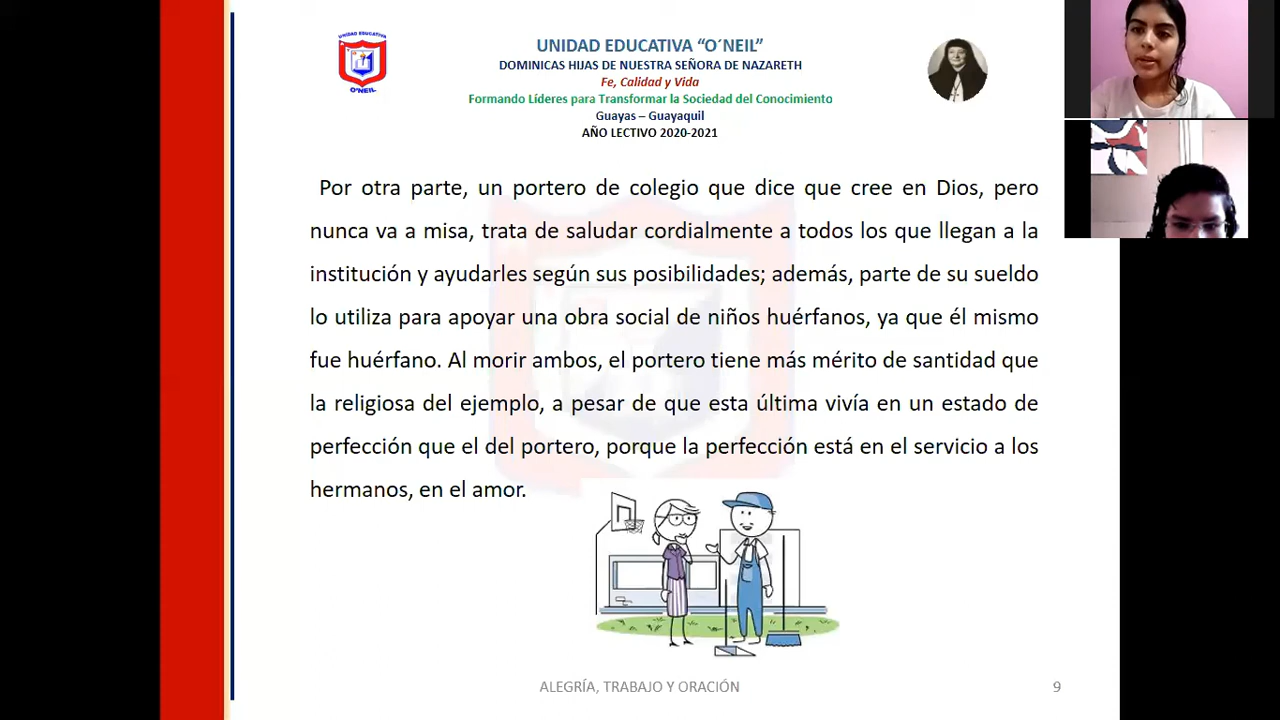 UNIDAD EDUCATIVA
O´NEIL
UNIDAD EDUCATIVA “O´NEIL”
DOMINICAS HIJAS DE NUESTRA SEÑORA DE NAZARETH
Fe, Calidad y Vida
Formando Líderes para Transformar la Sociedad del Conocimiento
Guayas – Guayaquil
AÑO LECTIVO 2020-2021
Por otra parte, un portero de colegio que dice que cree en Dios, pero
nunca va a misa, trata de saludar cordialmente a todos los que llegan a la
institución y ayudarles según sus posibilidades; además, parte de su sueldo
lo utiliza para apoyar una obra social de niños huérfanos, ya que él mismo
fue huérfano. Al morir ambos, el portero tiene más mérito de santidad que
la religiosa del ejemplo, a pesar de que esta última vivía en un estado de
perfección que el del portero, porque la perfección está en el servicio a los
hermanos, en el amor.
ALEGRÍA, TRABAJO Y ORACIÓN
9